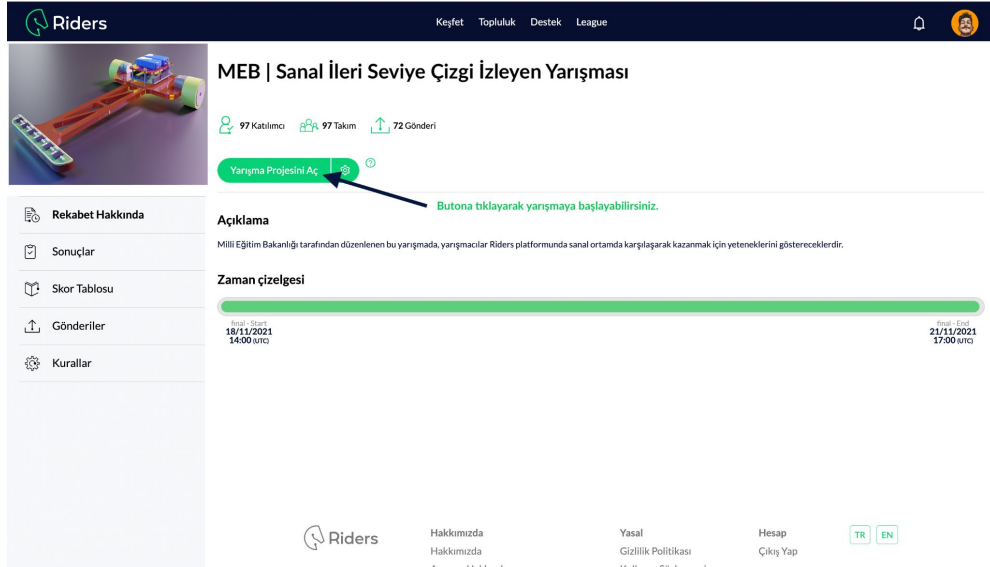 Riders
Keşfet Topluluk Destek League
MEB | Sanal İleri Seviye Çizgi İzleyen Yarışması
97 Katılımcı 97 Takım 72 Gönderi
Yarışma Projesini Aç
Butona tıklayarak yarışmaya başlayabilirsiniz.
Rekabet Hakkında
Sonuçlar
Skor Tablosu
Gönderiler
Kurallar
Açıklama
Milli Eğitim Bakanlığı tarafından düzenlenen bu yarışmada, yarışmacılar Riders platformunda sanal ortamda karşılaşarak kazanmak için yeteneklerini göstereceklerdir.
Zaman çizelgesi
final - Start
18/11/2021
14:00 (UTC)
final - End
21/11/2021
17:00 (UTC)
Riders
Hakkımızda
Hakkımızda
Yasal
Gizlilik Politikası
Hesap
Çıkış Yap
TR EN